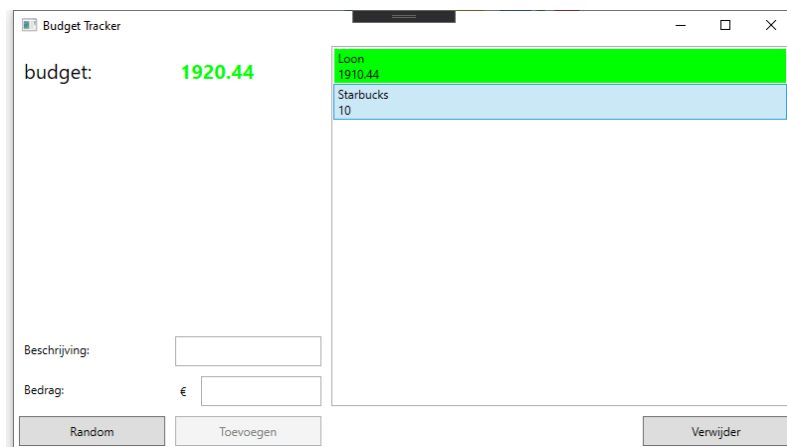 Budget Tracker
budget: 1920.44
Loon
1910.44
Starbucks
10
Beschrijving:
Bedrag: €
Random Toevoegen Verwijder